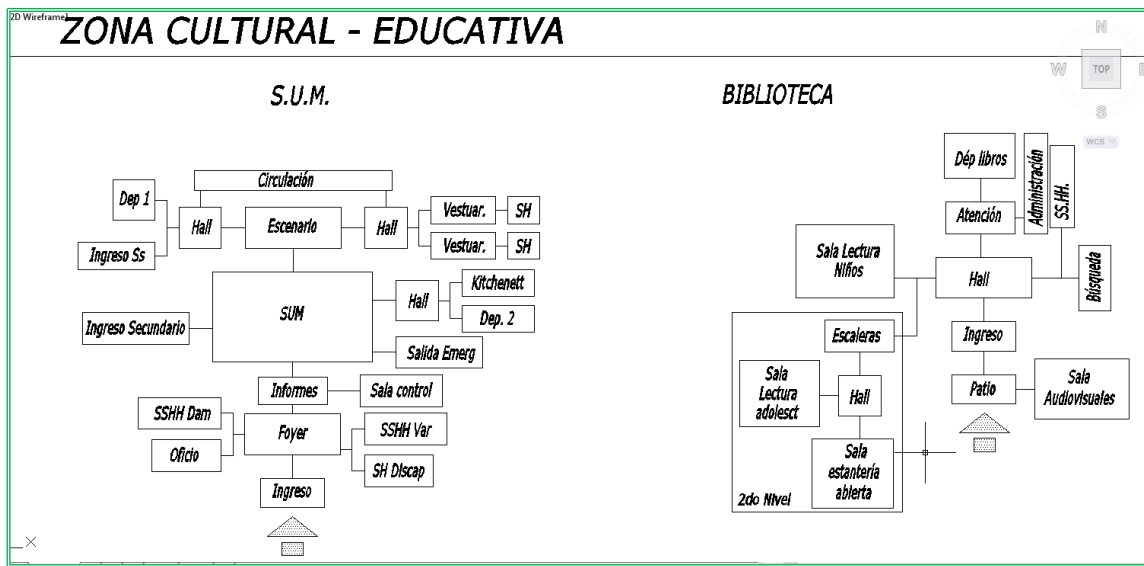 2D Wireframe
ZONA CULTURAL - EDUCATIVA
N
W
TOP
E
S
WCS
S.U.M.
Circulación
Dep 1
Hall
Escenario
Hall
Vestuar.
SH
Vestuar.
SH
Ingreso Ss
SUM
Hall
Kitchenett
Dep. 2
Ingreso Secundario
Salida Emerg
Informes
Sala control
SSHH Dam
Foyer
SSHH Var
Oficio
SH Discap
Ingreso
BIBLIOTECA
Dép libros
Administración
SS.HH.
Atención
Sala Lectura
Niños
Hall
Búsqueda
Escaleras
Ingreso
Sala
Lectura
adolesct
Hall
Patio
Sala
Audiovisuales
Sala
estantería
abierta
2do Nivel